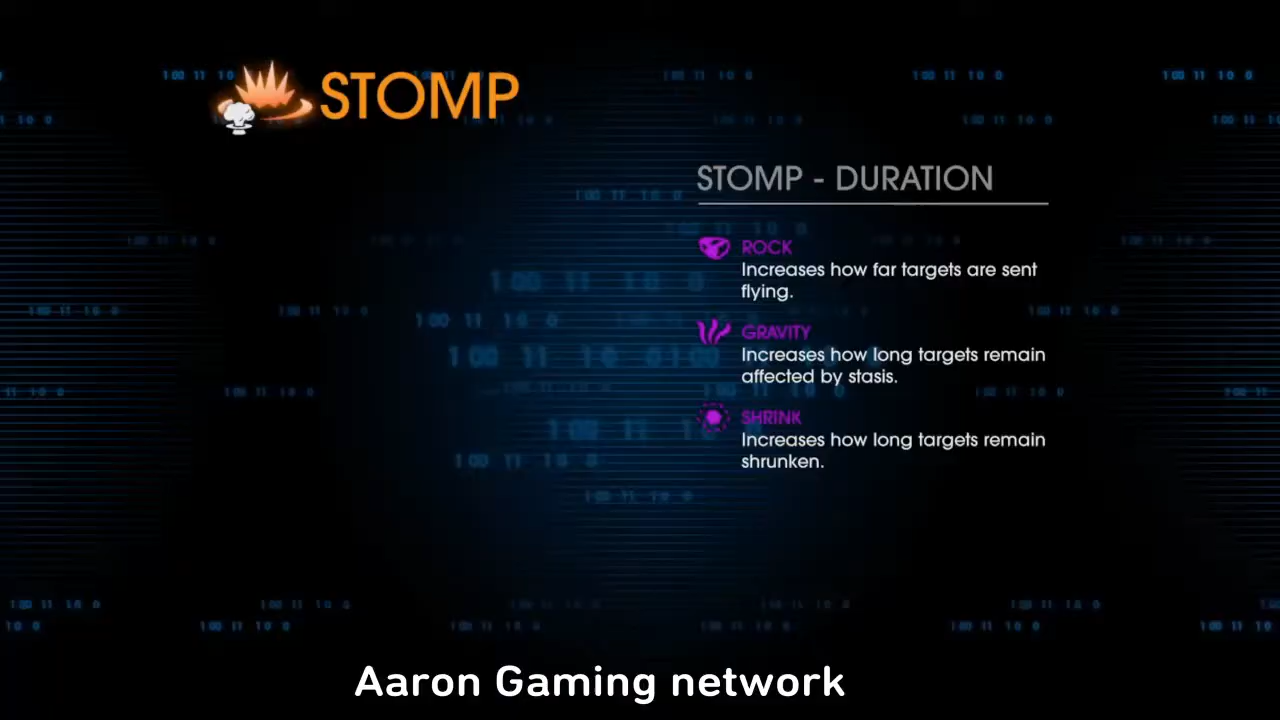 STOMP
STOMP - DURATION
ROCK
Increases how far targets are sent
flying.
GRAVITY
Increases how long targets remain
affected by stasis.
SHRINK
Increases how long targets remain
shrunken.
Aaron Gaming network